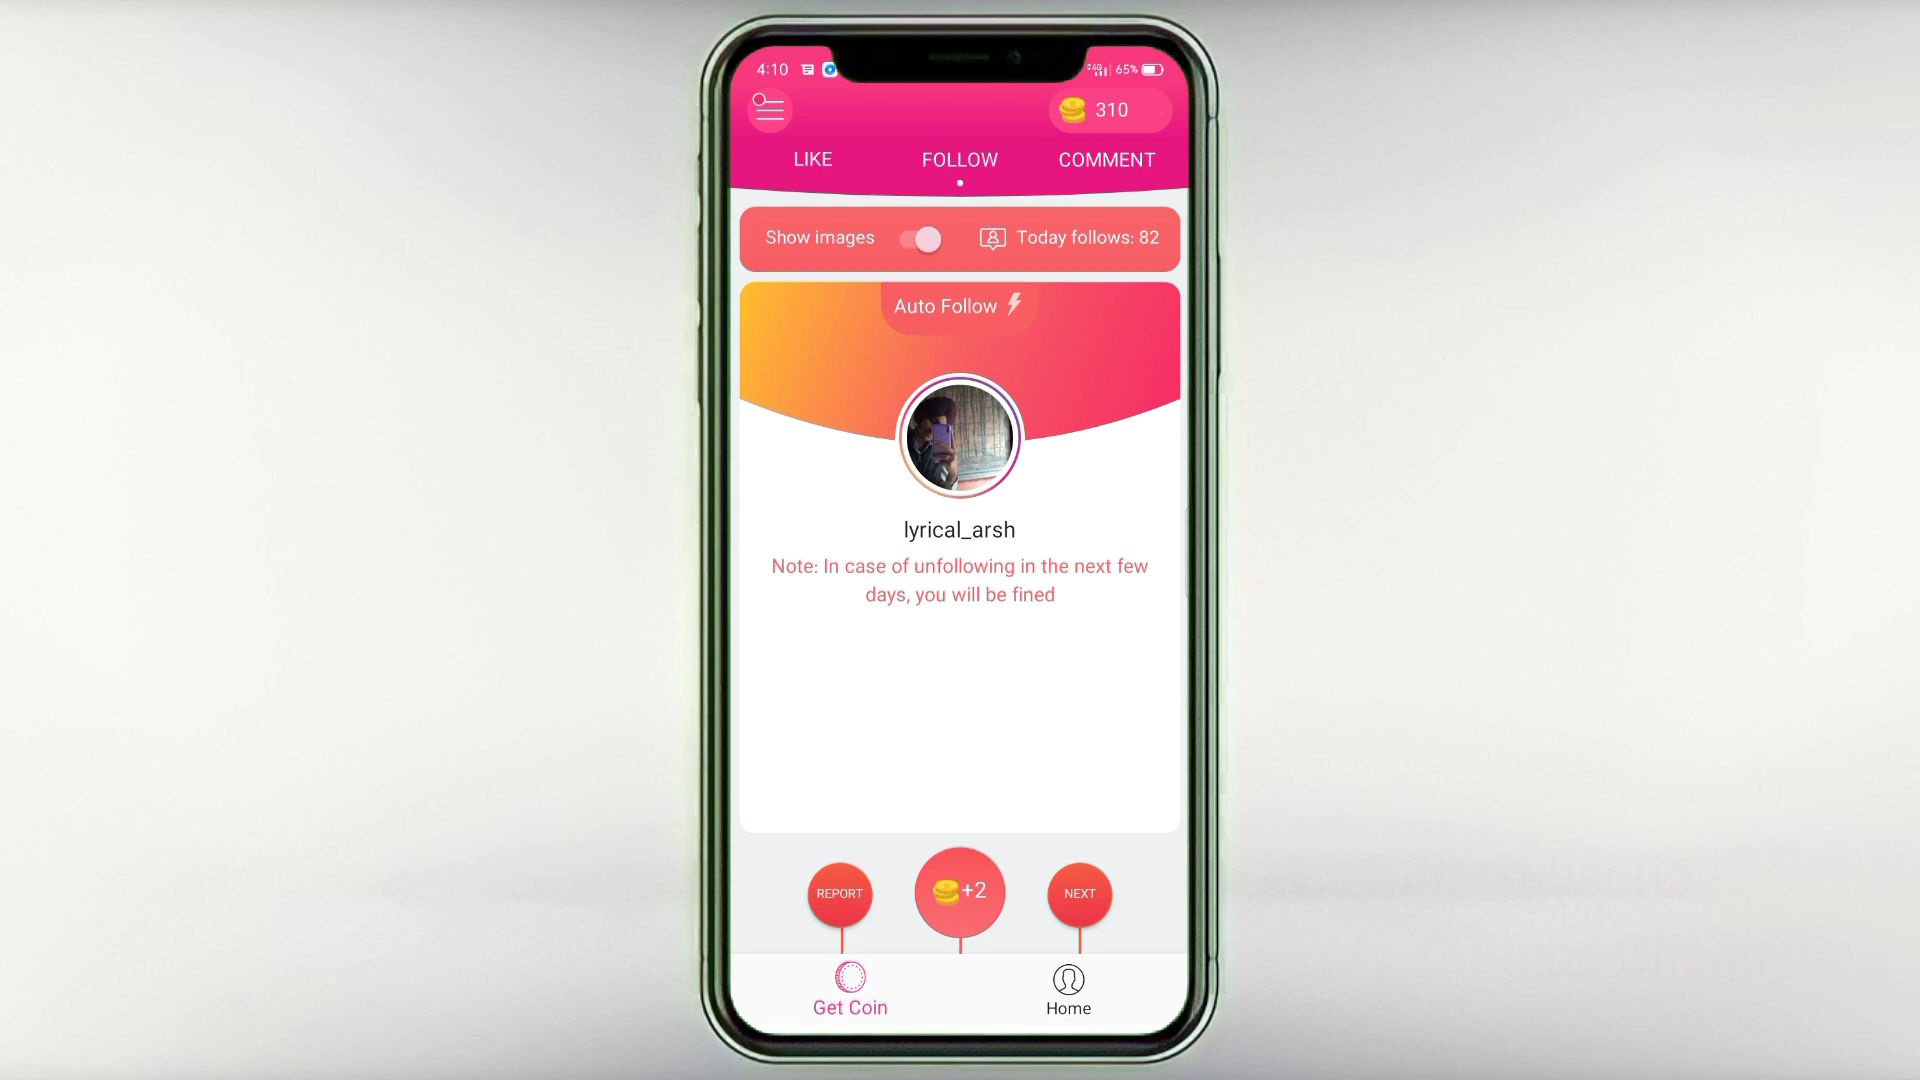 4:10
4G
65%
310
LIKE
FOLLOW
COMMENT
Show images
Today follows: 82
Auto Follow
lyrical_arsh
Note: In case of unfollowing in the next few
days, you will be fined
REPORT
+2
NEXT
Get Coin
Home